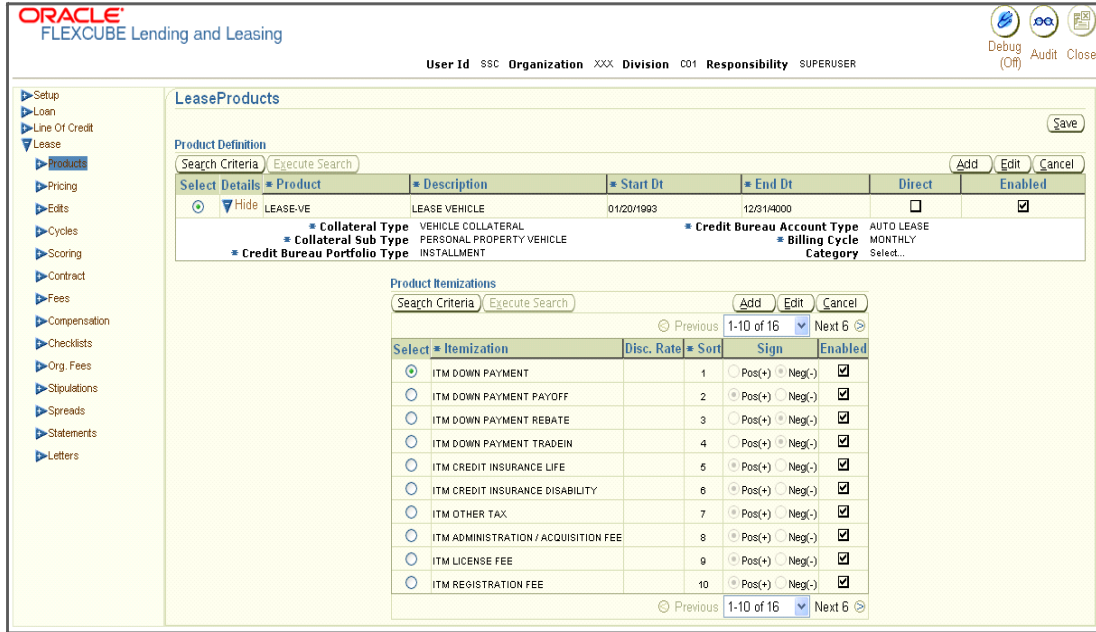 ORACLE
FLEXCUBE Lending and Leasing
Debug (Off) Audit Close
User Id SSC Organization XXX Division C01 Responsibility SUPERUSER
Setup
Loan
Line Of Credit
Lease
Products
Pricing
Edits
Cycles
Scoring
Contract
Fees
Compensation
Checklists
Org. Fees
Stipulations
Spreads
Statements
Letters
LeaseProducts
Save
Product Definition
Search Criteria Execute Search Add Edit Cancel
Select Details * Product * Description * Start Dt * End Dt Direct Enabled
Hide LEASE-VE LEASE VEHICLE 01/20/1993 12/31/4000
* Collateral Type VEHICLE COLLATERAL * Credit Bureau Account Type AUTO LEASE
* Collateral Sub Type PERSONAL PROPERTY VEHICLE * Billing Cycle MONTHLY
* Credit Bureau Portfolio Type INSTALLMENT Category Select...
Product Itemizations
Search Criteria Execute Search Add Edit Cancel
Previous 1-10 of 16 Next 6
Select * Itemization Disc. Rate * Sort Sign Enabled
ITM DOWN PAYMENT 1 Pos(+) Neg(-)
ITM DOWN PAYMENT PAYOFF 2 Pos(+) Neg(-)
ITM DOWN PAYMENT REBATE 3 Pos(+) Neg(-)
ITM DOWN PAYMENT TRADEIN 4 Pos(+) Neg(-)
ITM CREDIT INSURANCE LIFE 5 Pos(+) Neg(-)
ITM CREDIT INSURANCE DISABILITY 6 Pos(+) Neg(-)
ITM OTHER TAX 7 Pos(+) Neg(-)
ITM ADMINISTRATION / ACQUISITION FEE 8 Pos(+) Neg(-)
ITM LICENSE FEE 9 Pos(+) Neg(-)
ITM REGISTRATION FEE 10 Pos(+) Neg(-)
Previous 1-10 of 16 Next 6